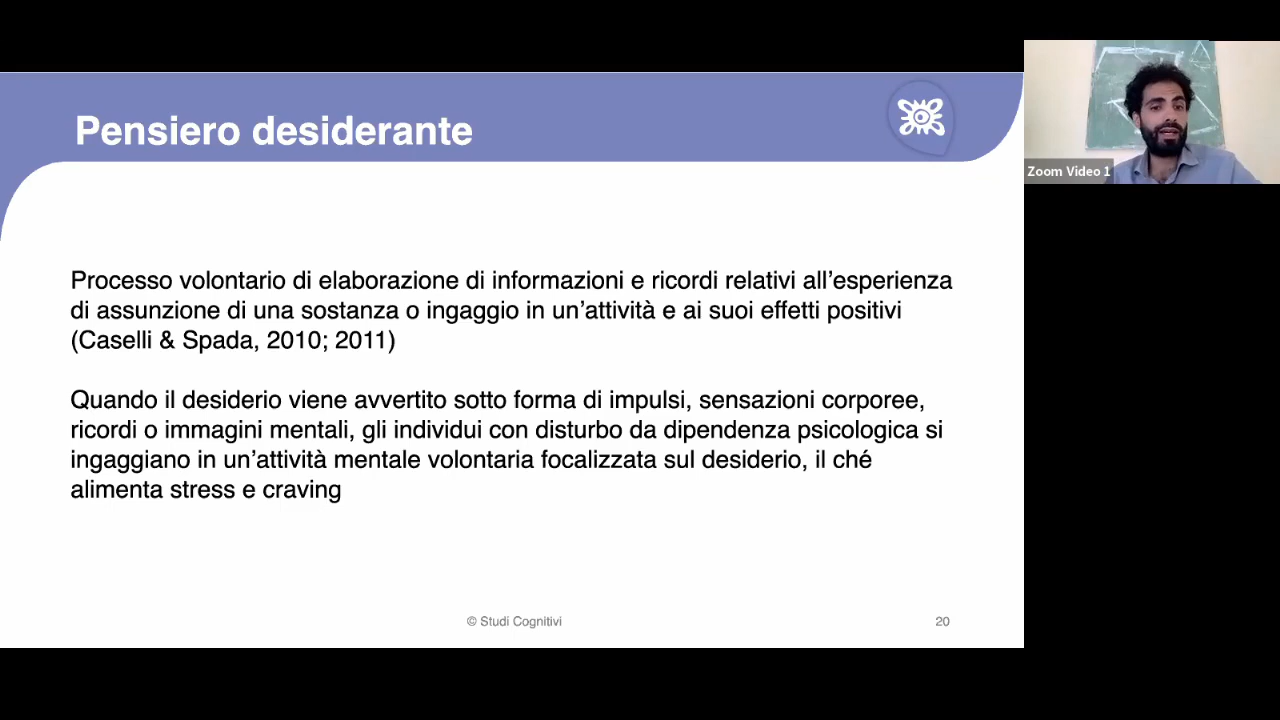 Pensiero desiderante
Zoom Video 1
Processo volontario di elaborazione di informazioni e ricordi relativi all’esperienza
di assunzione di una sostanza o ingaggio in un’attività e ai suoi effetti positivi
(Caselli & Spada, 2010; 2011)
Quando il desiderio viene avvertito sotto forma di impulsi, sensazioni corporee,
ricordi o immagini mentali, gli individui con disturbo da dipendenza psicologica si
ingaggiano in un’attività mentale volontaria focalizzata sul desiderio, il ché
alimenta stress e craving
© Studi Cognitivi
20